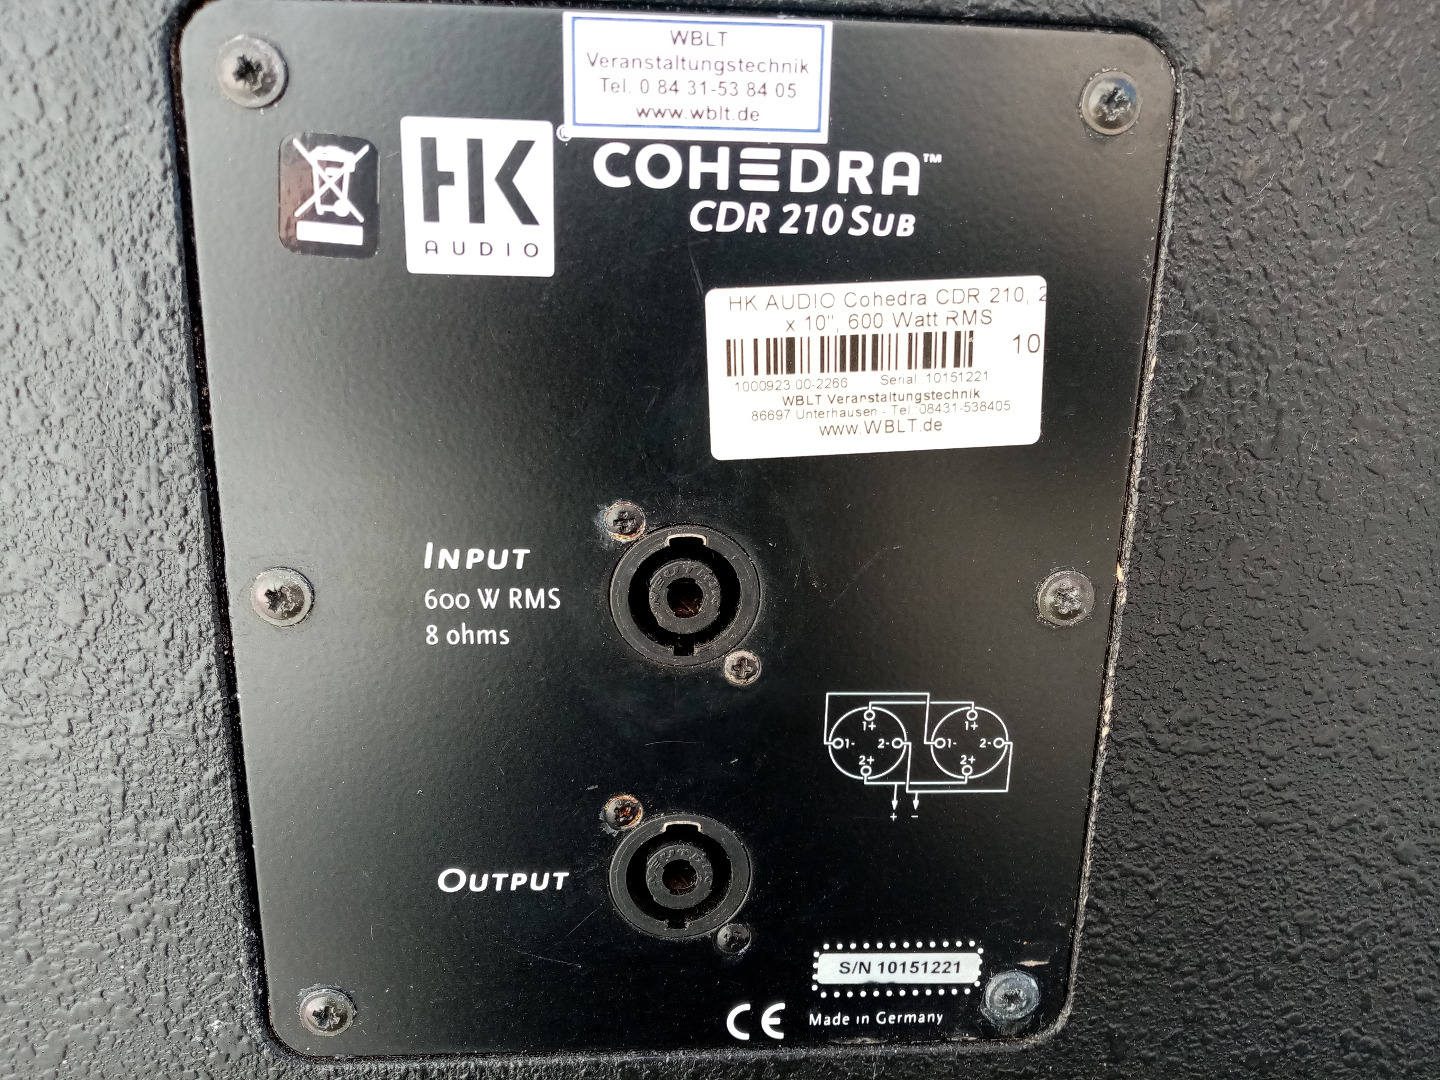 WBLT
Veranstaltungstechnik
Tel. 0 84 31-53 84 05
www.wblt.de
HK
AUDIO
®
COHEDRA™
CDR 210 SUB
HK AUDIO Cohedra CDR 210, 2
x 10", 600 Watt RMS
10
1000923.00-2266 Serial: 10151221
WBLT Veranstaltungstechnik
86697 Unterhausen - Tel.:08431-538405
www.WBLT.de
INPUT
600 W RMS
8 ohms
1+ 1+
1- 2- 1- 2-
2+ 2+
+ -
OUTPUT
S/N 10151221
CE Made in Germany